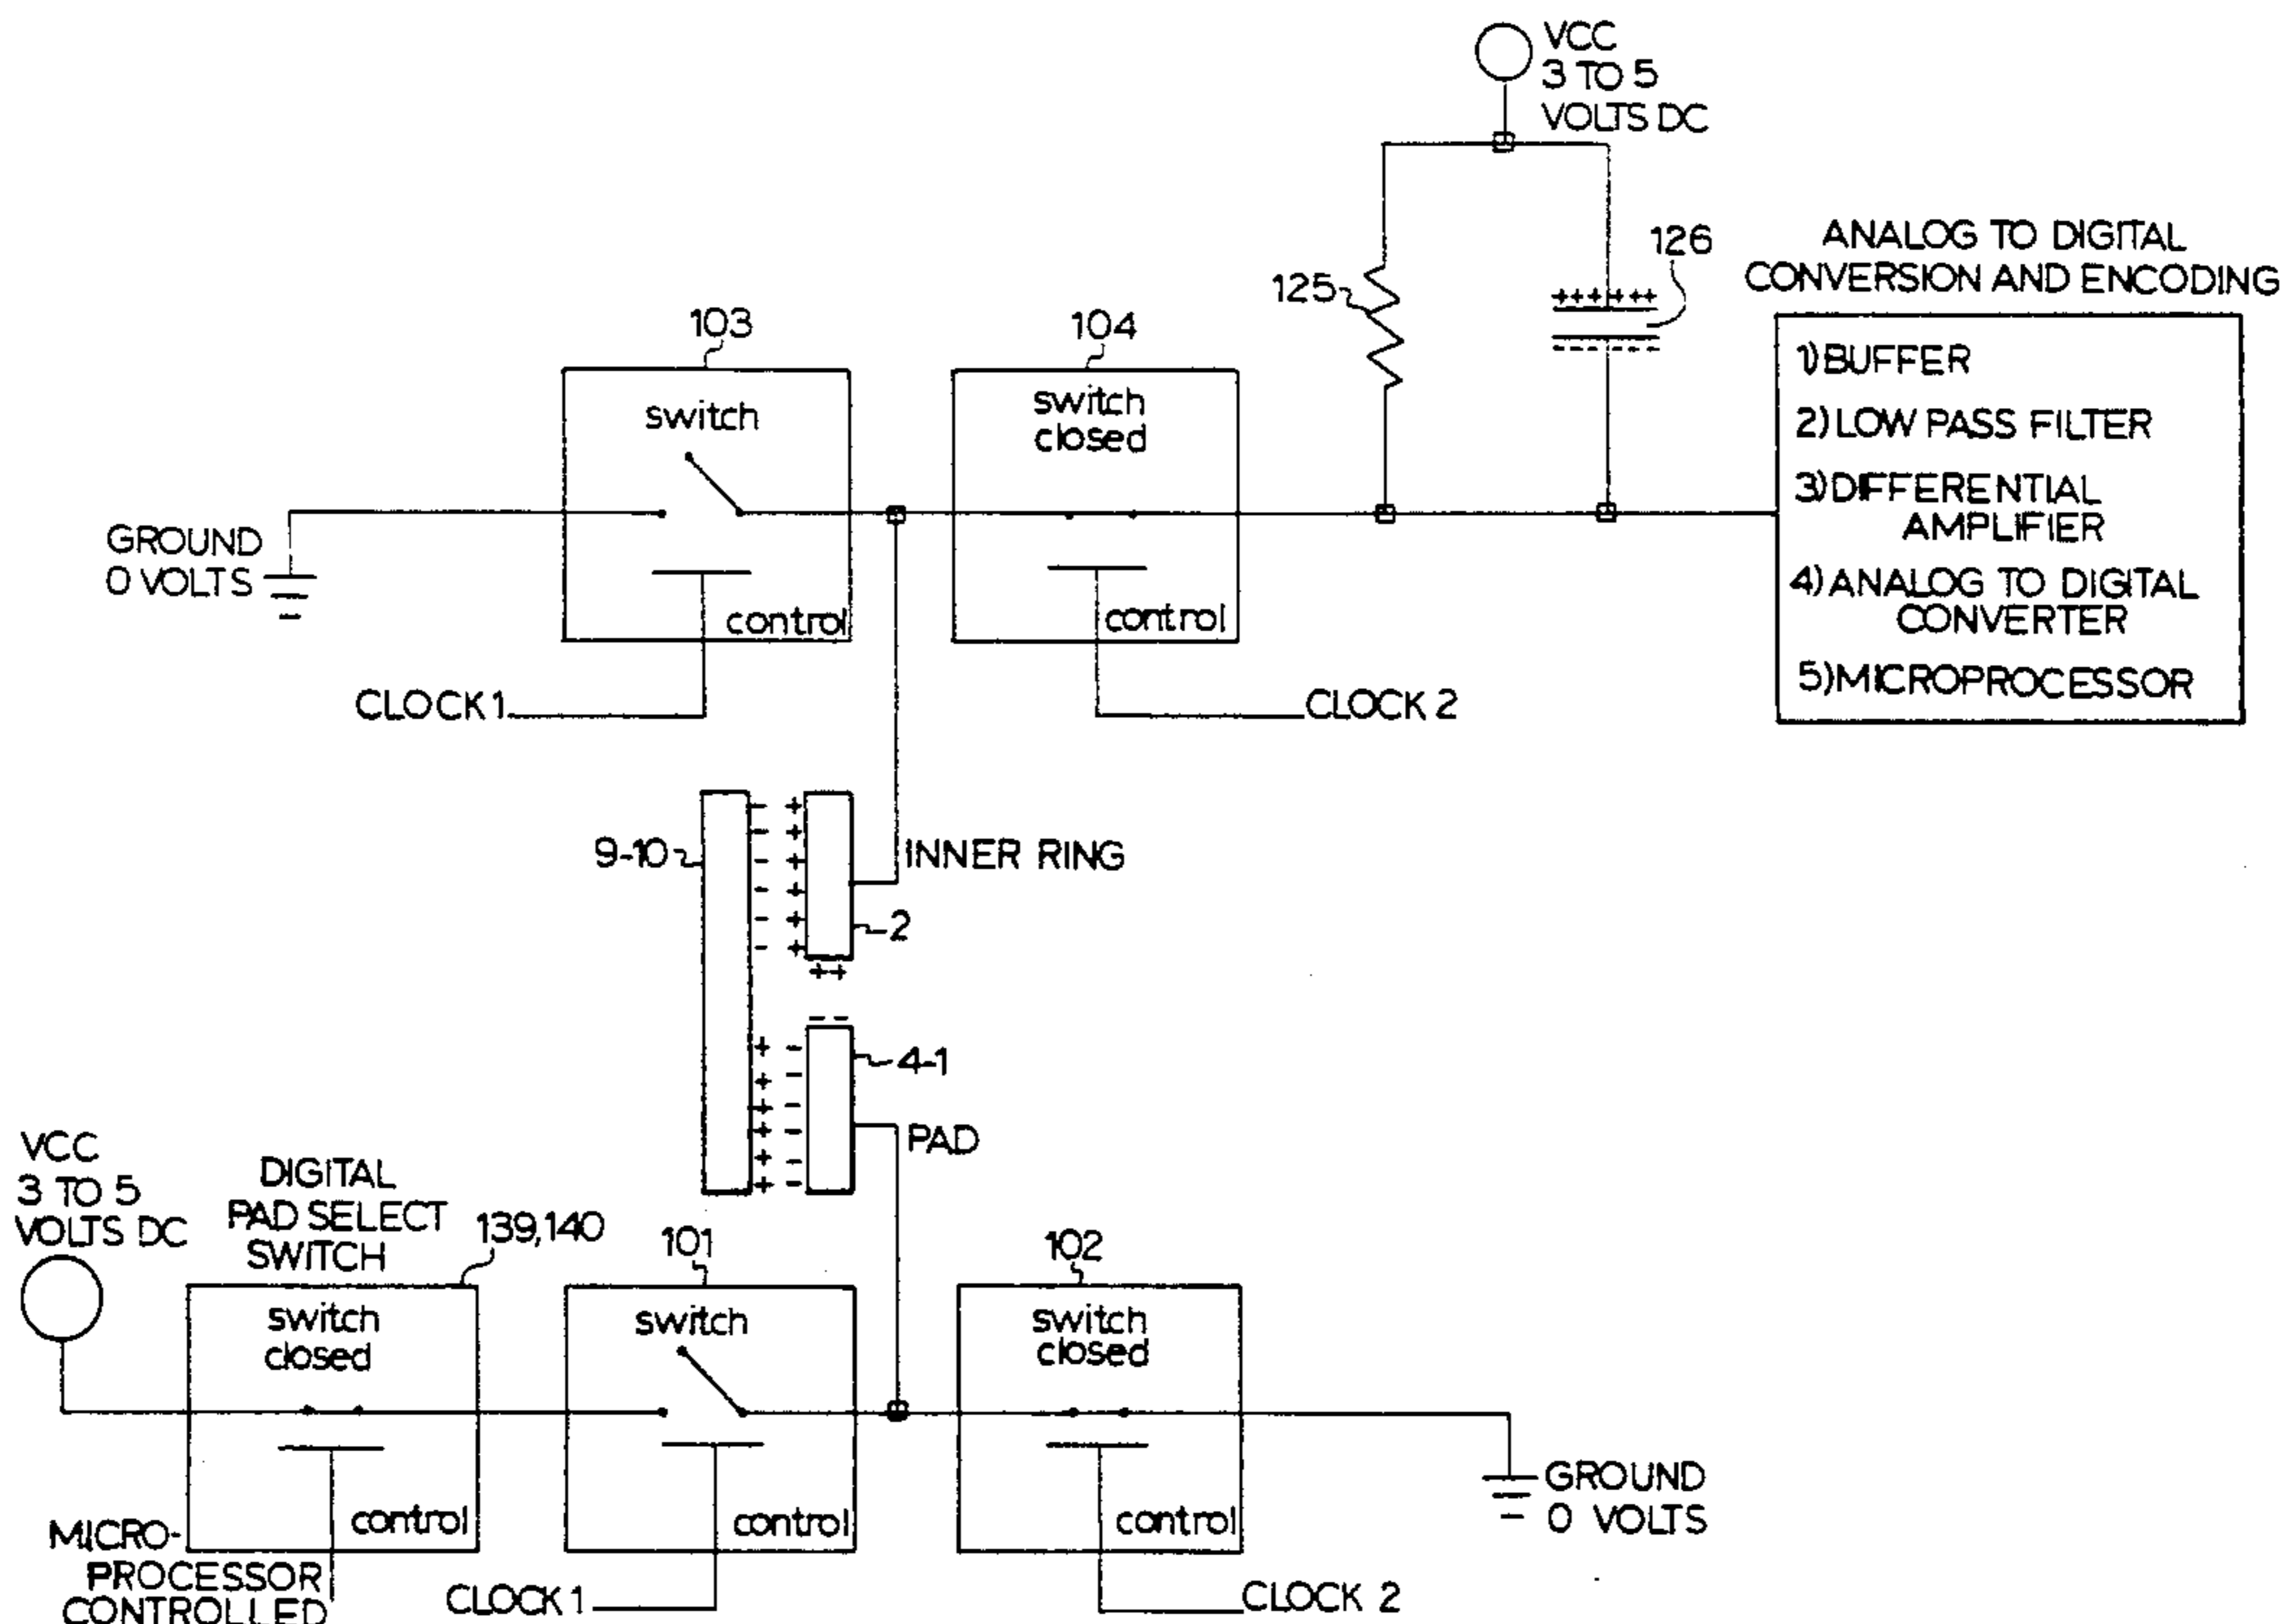 VCC
3 TO 5
VOLTS DC
126
125
ANALOG TO DIGITAL
CONVERSION AND ENCODING
1) BUFFER
2) LOW PASS FILTER
3) DIFFERENTIAL
AMPLIFIER
4) ANALOG TO DIGITAL
CONVERTER
5) MICROPROCESSOR
103
switch
control
CLOCK 1
104
switch
closed
control
CLOCK 2
GROUND
0 VOLTS
9-10
INNER RING
2
4-1
PAD
VCC
3 TO 5
VOLTS DC
DIGITAL
PAD SELECT
SWITCH
139,140
switch
closed
control
MICRO-
PROCESSOR
CONTROLLED
101
switch
control
CLOCK 1
102
switch
closed
control
CLOCK 2
GROUND
0 VOLTS